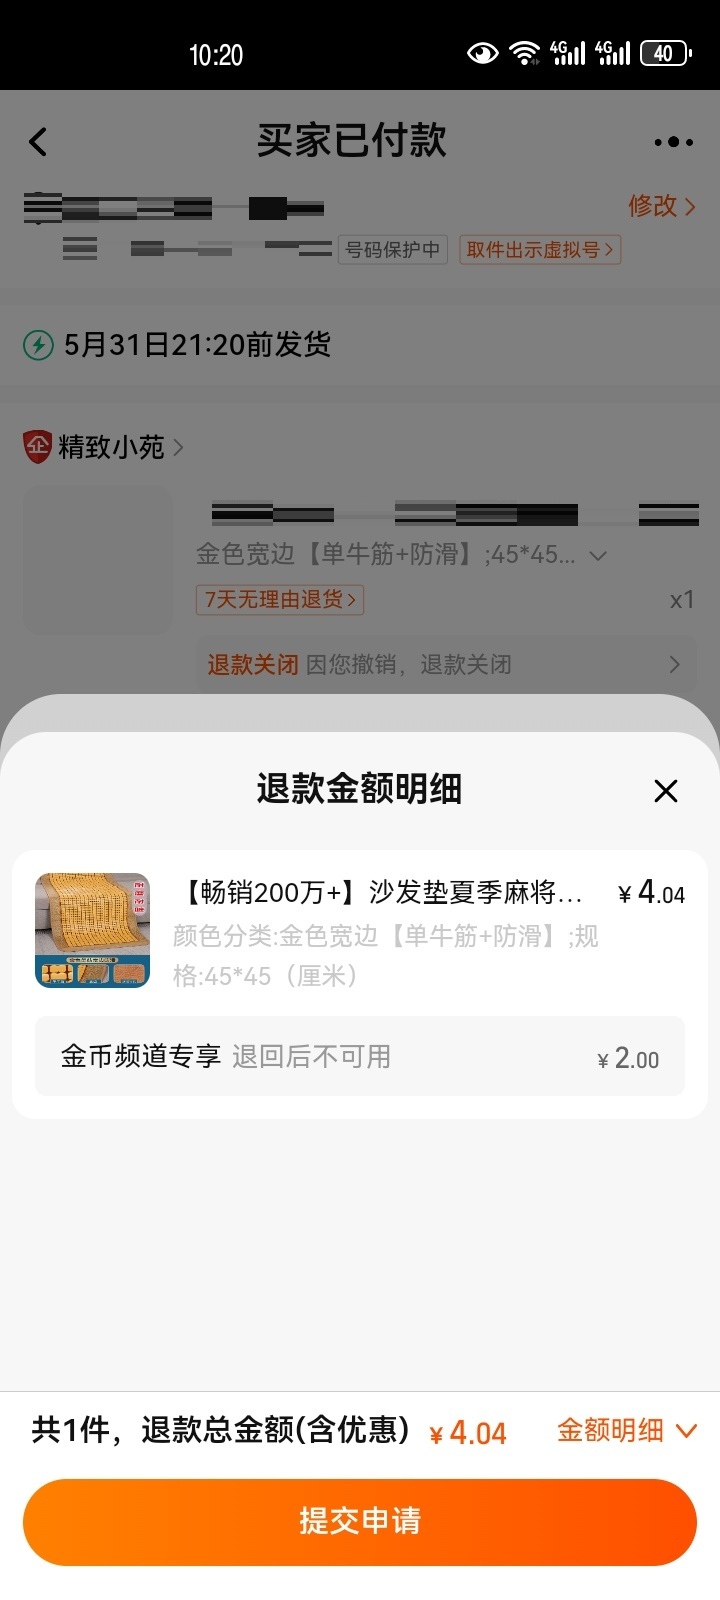 10:20
4G
4G
40
买家已付款
修改
号码保护中
取件出示虚拟号
5月31日21:20前发货
企
精致小苑
金色宽边【单牛筋+防滑】;45*45...
7天无理由退货
x1
退款关闭 因您撤销，退款关闭
退款金额明细
【畅销200万+】沙发垫夏季麻将...
¥4.04
颜色分类:金色宽边【单牛筋+防滑】;规
格:45*45（厘米）
金币频道专享 退回后不可用
¥2.00
共1件，退款总金额(含优惠) ¥4.04
金额明细
提交申请